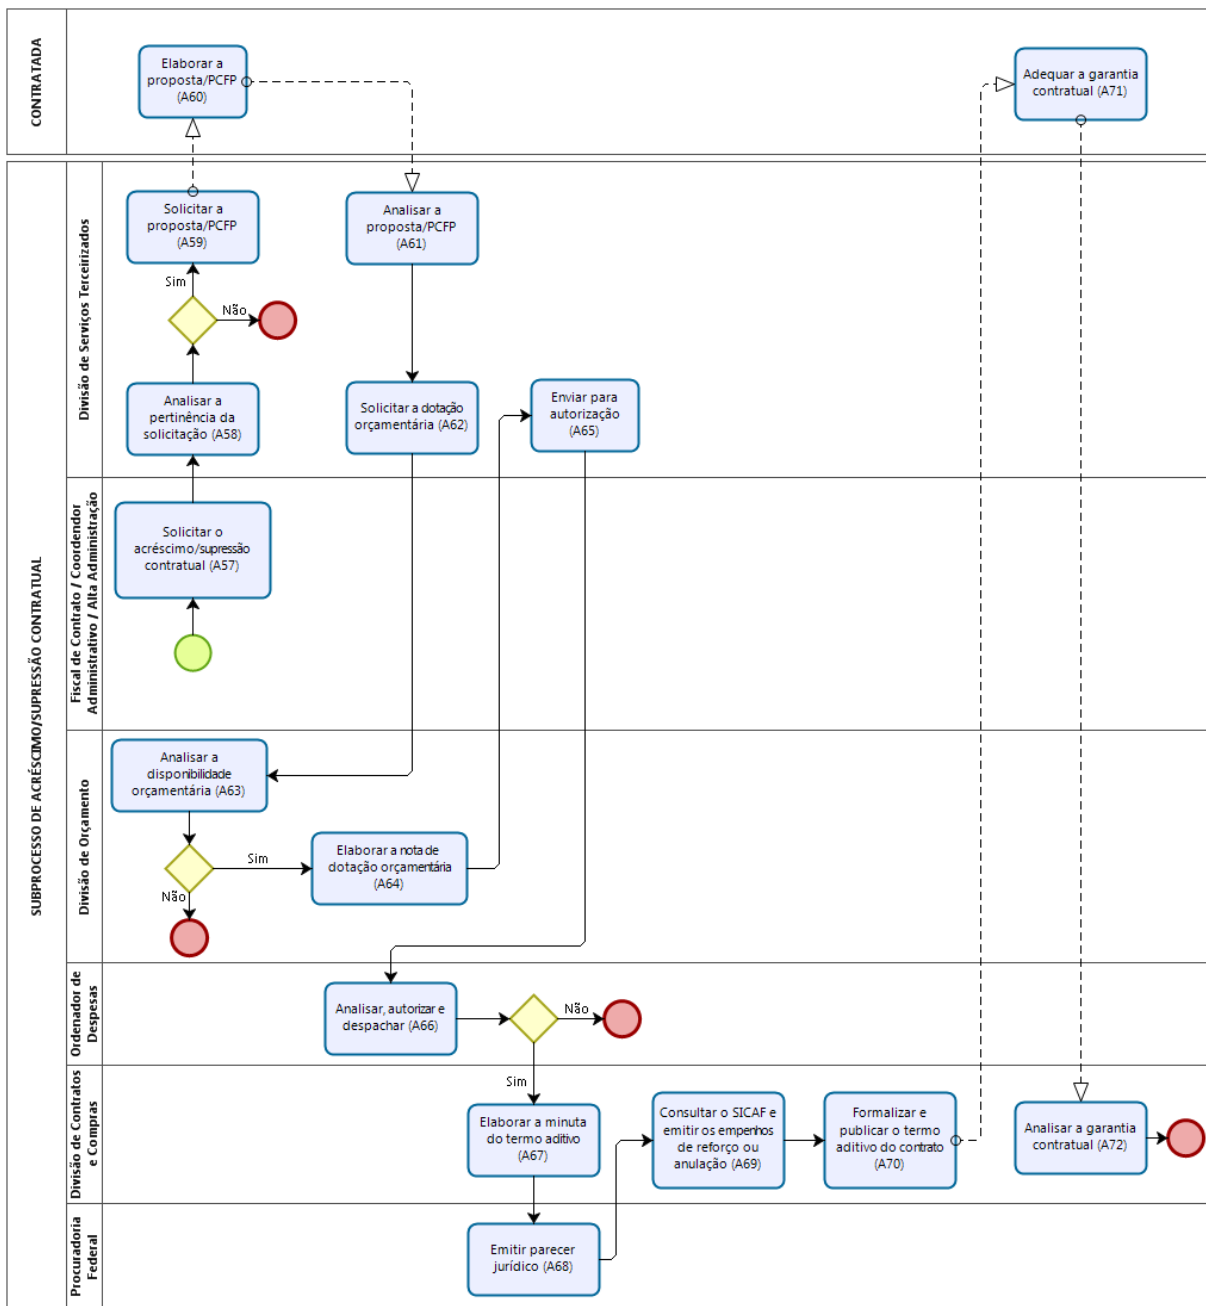 CONTRATADA
Elaborar a
proposta/PCFP
(A60)
Adequar a garantia
contratual (A71)
SUBPROCESSO DE ACRÉSCIMO/SUPRESSÃO CONTRATUAL
Divisão de Serviços Terceirizados
Solicitar a
proposta/PCFP
(A59)
Analisar a
proposta/PCFP
(A61)
Sim
Não
Analisar a
pertinência da
solicitação (A58)
Solicitar a dotação
orçamentária (A62)
Enviar para
autorização
(A65)
Fiscal de Contrato / Coordendor
Administrativo / Alta Administração
Solicitar o
acréscimo/supressão
contratual (A57)
Divisão de Orçamento
Analisar a
disponibilidade
orçamentária (A63)
Sim
Não
Elaborar a nota de
dotação orçamentária
(A64)
Ordenador de
Despesas
Analisar, autorizar e
despachar (A66)
Não
Sim
Divisão de Contratos
e Compras
Elaborar a minuta
do termo aditivo
(A67)
Consultar o SICAF e
emitir os empenhos
de reforço ou
anulação (A69)
Formalizar e
publicar o termo
aditivo do contrato
(A70)
Analisar a garantia
contratual (A72)
Procuradoria
Federal
Emitir parecer
jurídico (A68)